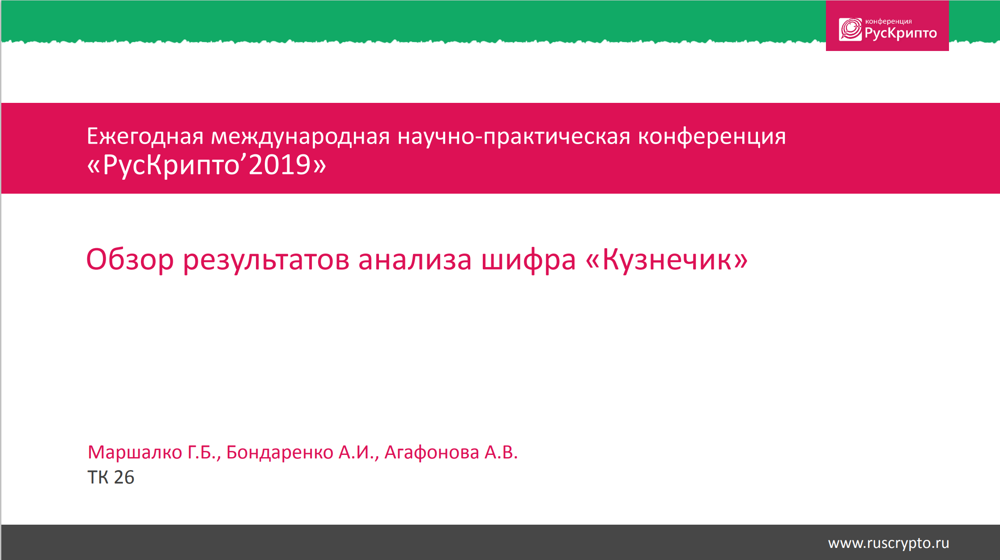 конференция
РусКрипто
Ежегодная международная научно-практическая конференция
«РусКрипто’2019»
Обзор результатов анализа шифра «Кузнечик»
Маршалко Г.Б., Бондаренко А.И., Агафонова А.В.
ТК 26
www.ruscrypto.ru